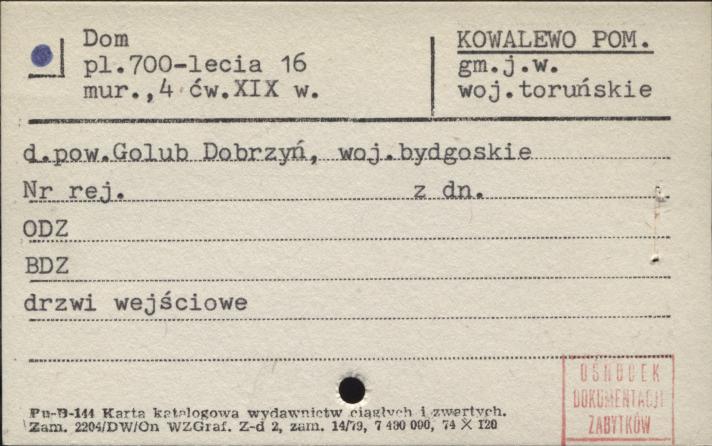 Dom
pl.700-lecia 16
mur.,4 ćw.XIX w.
KOWALEWO POM.
gm.j.w.
woj.toruńskie
d.pow.Golub Dobrzyń, woj.bydgoskie
Nr rej. z dn.
ODZ
BDZ
drzwi wejściowe
Pu-B-144 Karta katalogowa wydawnictw ciągłych i zwartych.
Zam. 2204/DW/On WZGraf. Z-d 2, zam. 14/79, 7 490 000, 74 X 120
OŚRODEK
DOKUMENTACJI
ZABYTKÓW